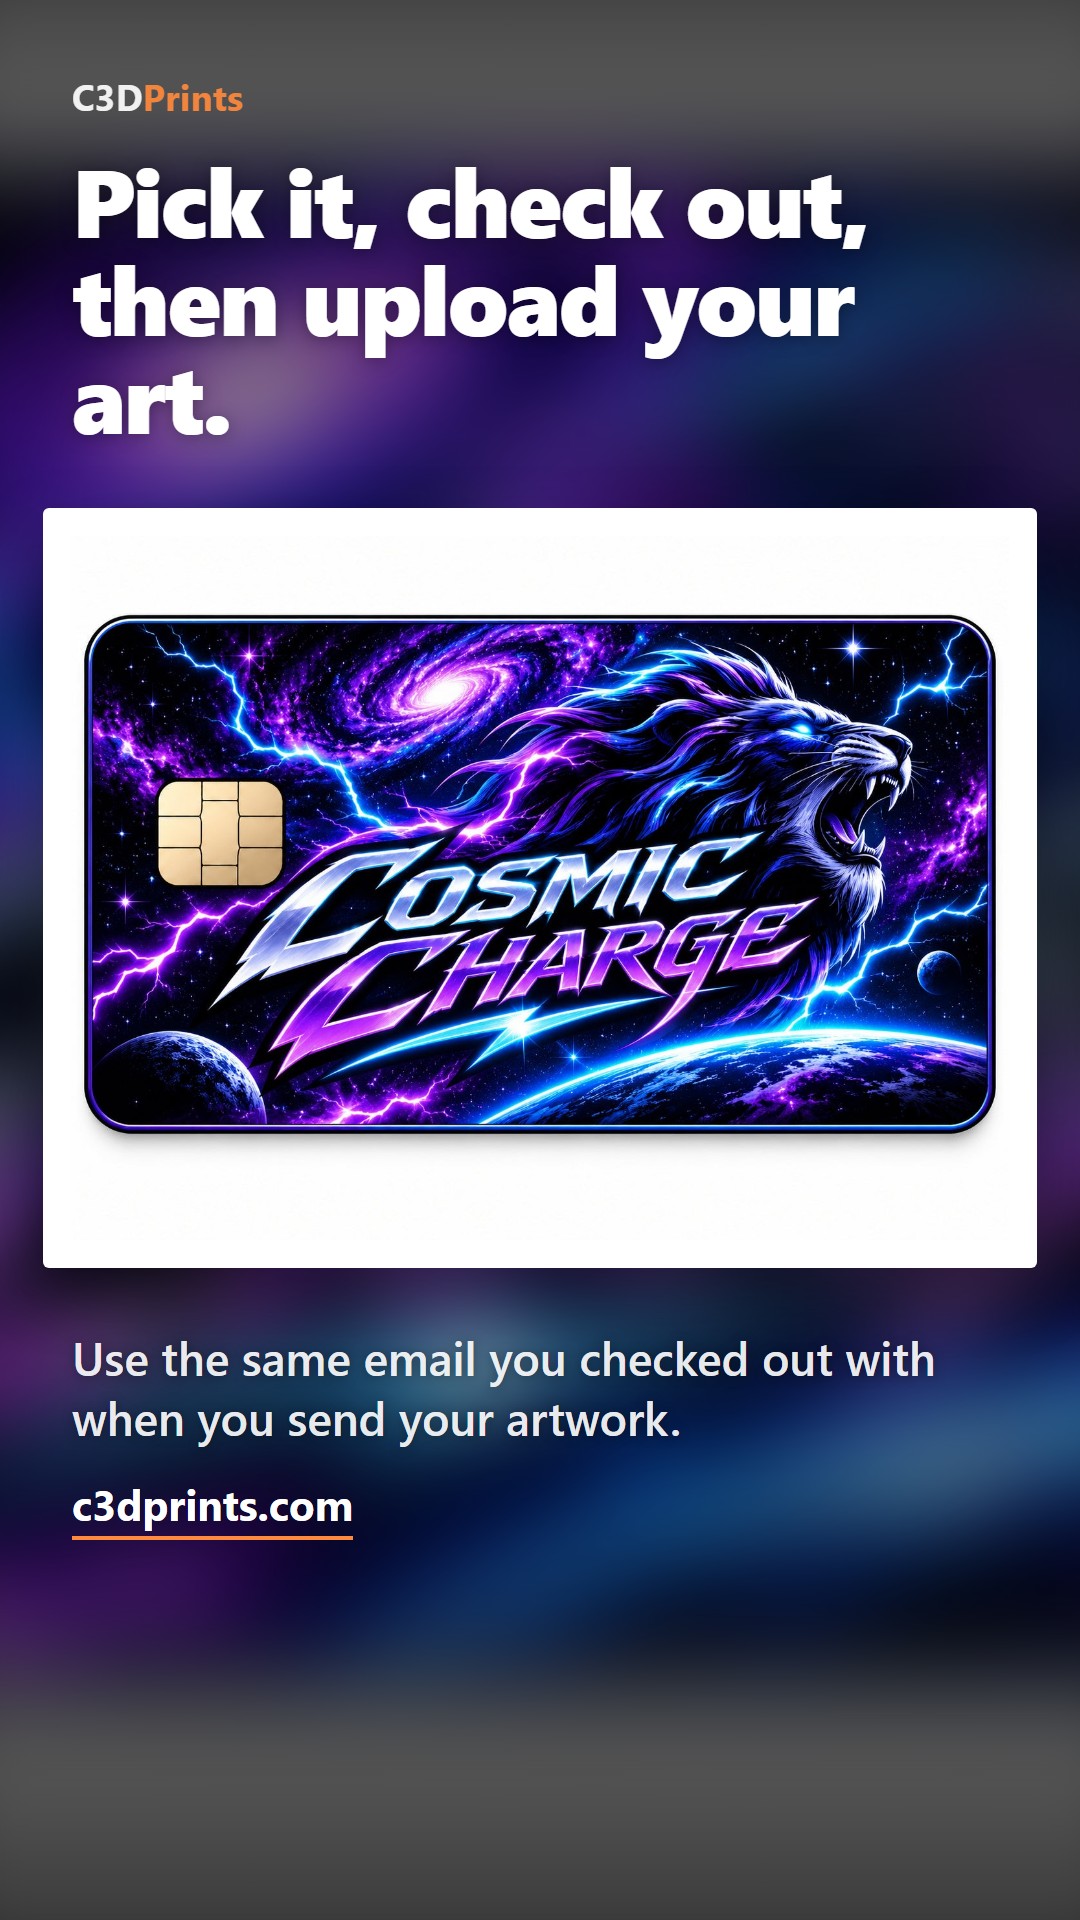 C3DPrints
Pick it, check out,
then upload your
art.
COSMIC
CHARGE
Use the same email you checked out with
when you send your artwork.
c3dprints.com